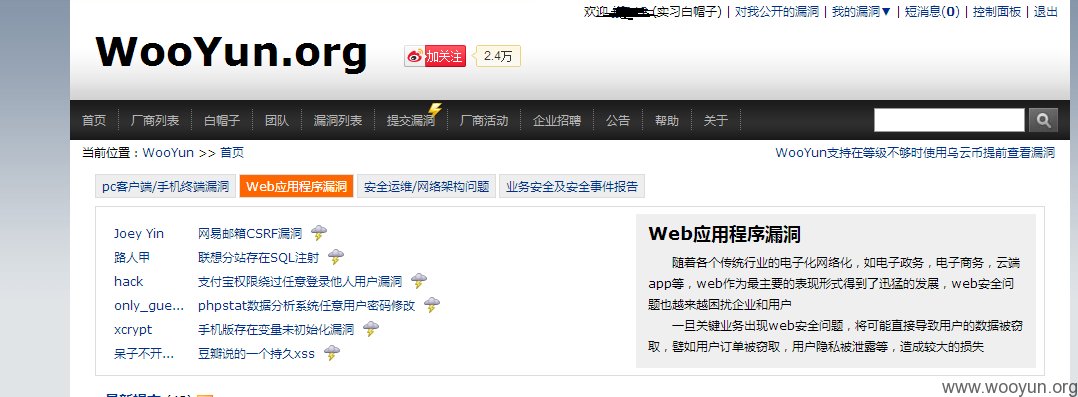 欢迎 (实习白帽子) | 对我公开的漏洞 | 我的漏洞▼ | 短消息(0) | 控制面板 | 退出
WooYun.org
加关注 2.4万
首页 厂商列表 白帽子 团队 漏洞列表 提交漏洞 厂商活动 企业招聘 公告 帮助 关于
当前位置：WooYun >> 首页 WooYun支持在等级不够时使用乌云币提前查看漏洞
pc客户端/手机终端漏洞 Web应用程序漏洞 安全运维/网络架构问题 业务安全及安全事件报告
Joey Yin 网易邮箱CSRF漏洞
路人甲 联想分站存在SQL注射
hack 支付宝权限绕过任意登录他人用户漏洞
only_gue... phpstat数据分析系统任意用户密码修改
xcrypt 手机版存在变量未初始化漏洞
呆子不开... 豆瓣说的一个持久xss
Web应用程序漏洞
随着各个传统行业的电子化网络化，如电子政务，电子商务，云端
app等，web作为最主要的表现形式得到了迅猛的发展，web安全问
题也越来越困扰企业和用户
一旦关键业务出现web安全问题，将可能直接导致用户的数据被窃
取，譬如用户订单被窃取，用户隐私被泄露等，造成较大的损失
www.wooyun.org